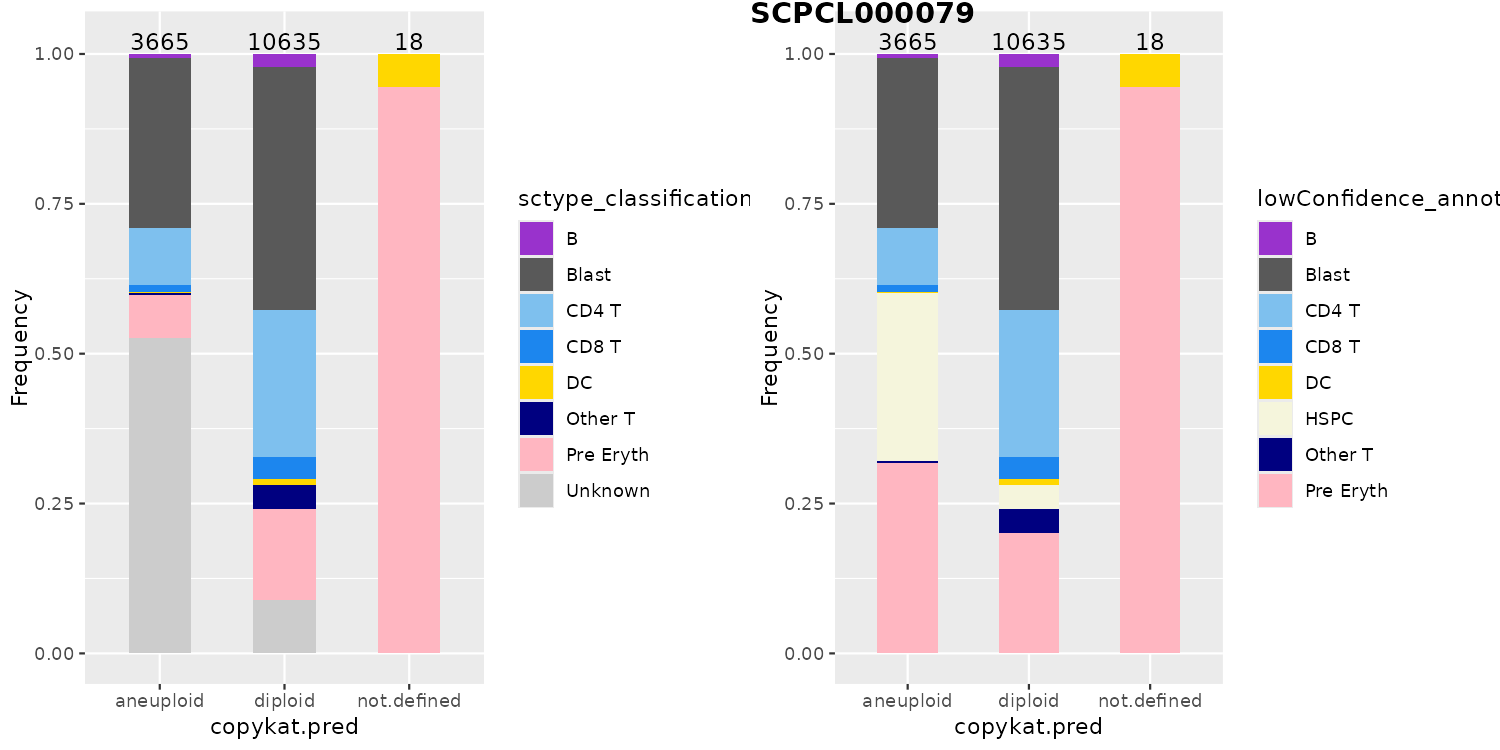 SCPCL000079
3665 10635 18
1.00
0.75
0.50
0.25
0.00
Frequency
aneuploid diploid not.defined
copykat.pred
sctype_classification
B
Blast
CD4 T
CD8 T
DC
Other T
Pre Eryth
Unknown
3665 10635 18
1.00
0.75
0.50
0.25
0.00
Frequency
aneuploid diploid not.defined
copykat.pred
lowConfidence_annot
B
Blast
CD4 T
CD8 T
DC
HSPC
Other T
Pre Eryth